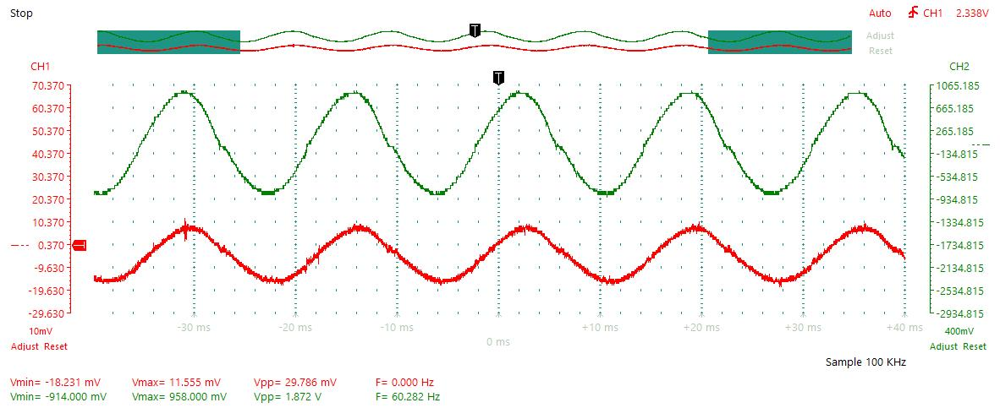 Stop
Auto CH1 2.338V
T
Adjust
Reset
CH1 CH2
T
70.370 1065.185
60.370 665.185
50.370 265.185
40.370 -134.815
30.370 -534.815
20.370 -934.815
10.370 -1334.815
0.370 -1734.815
-9.630 -2134.815
-19.630 -2534.815
-29.630 -2934.815
-30 ms -20 ms -10 ms +10 ms +20 ms +30 ms +40 ms
10mV 400mV
0 ms
Adjust Reset Adjust Reset
Sample 100 KHz
Vmin= -18.231 mV Vmax= 11.555 mV Vpp= 29.786 mV F= 0.000 Hz
Vmin= -914.000 mV Vmax= 958.000 mV Vpp= 1.872 V F= 60.282 Hz